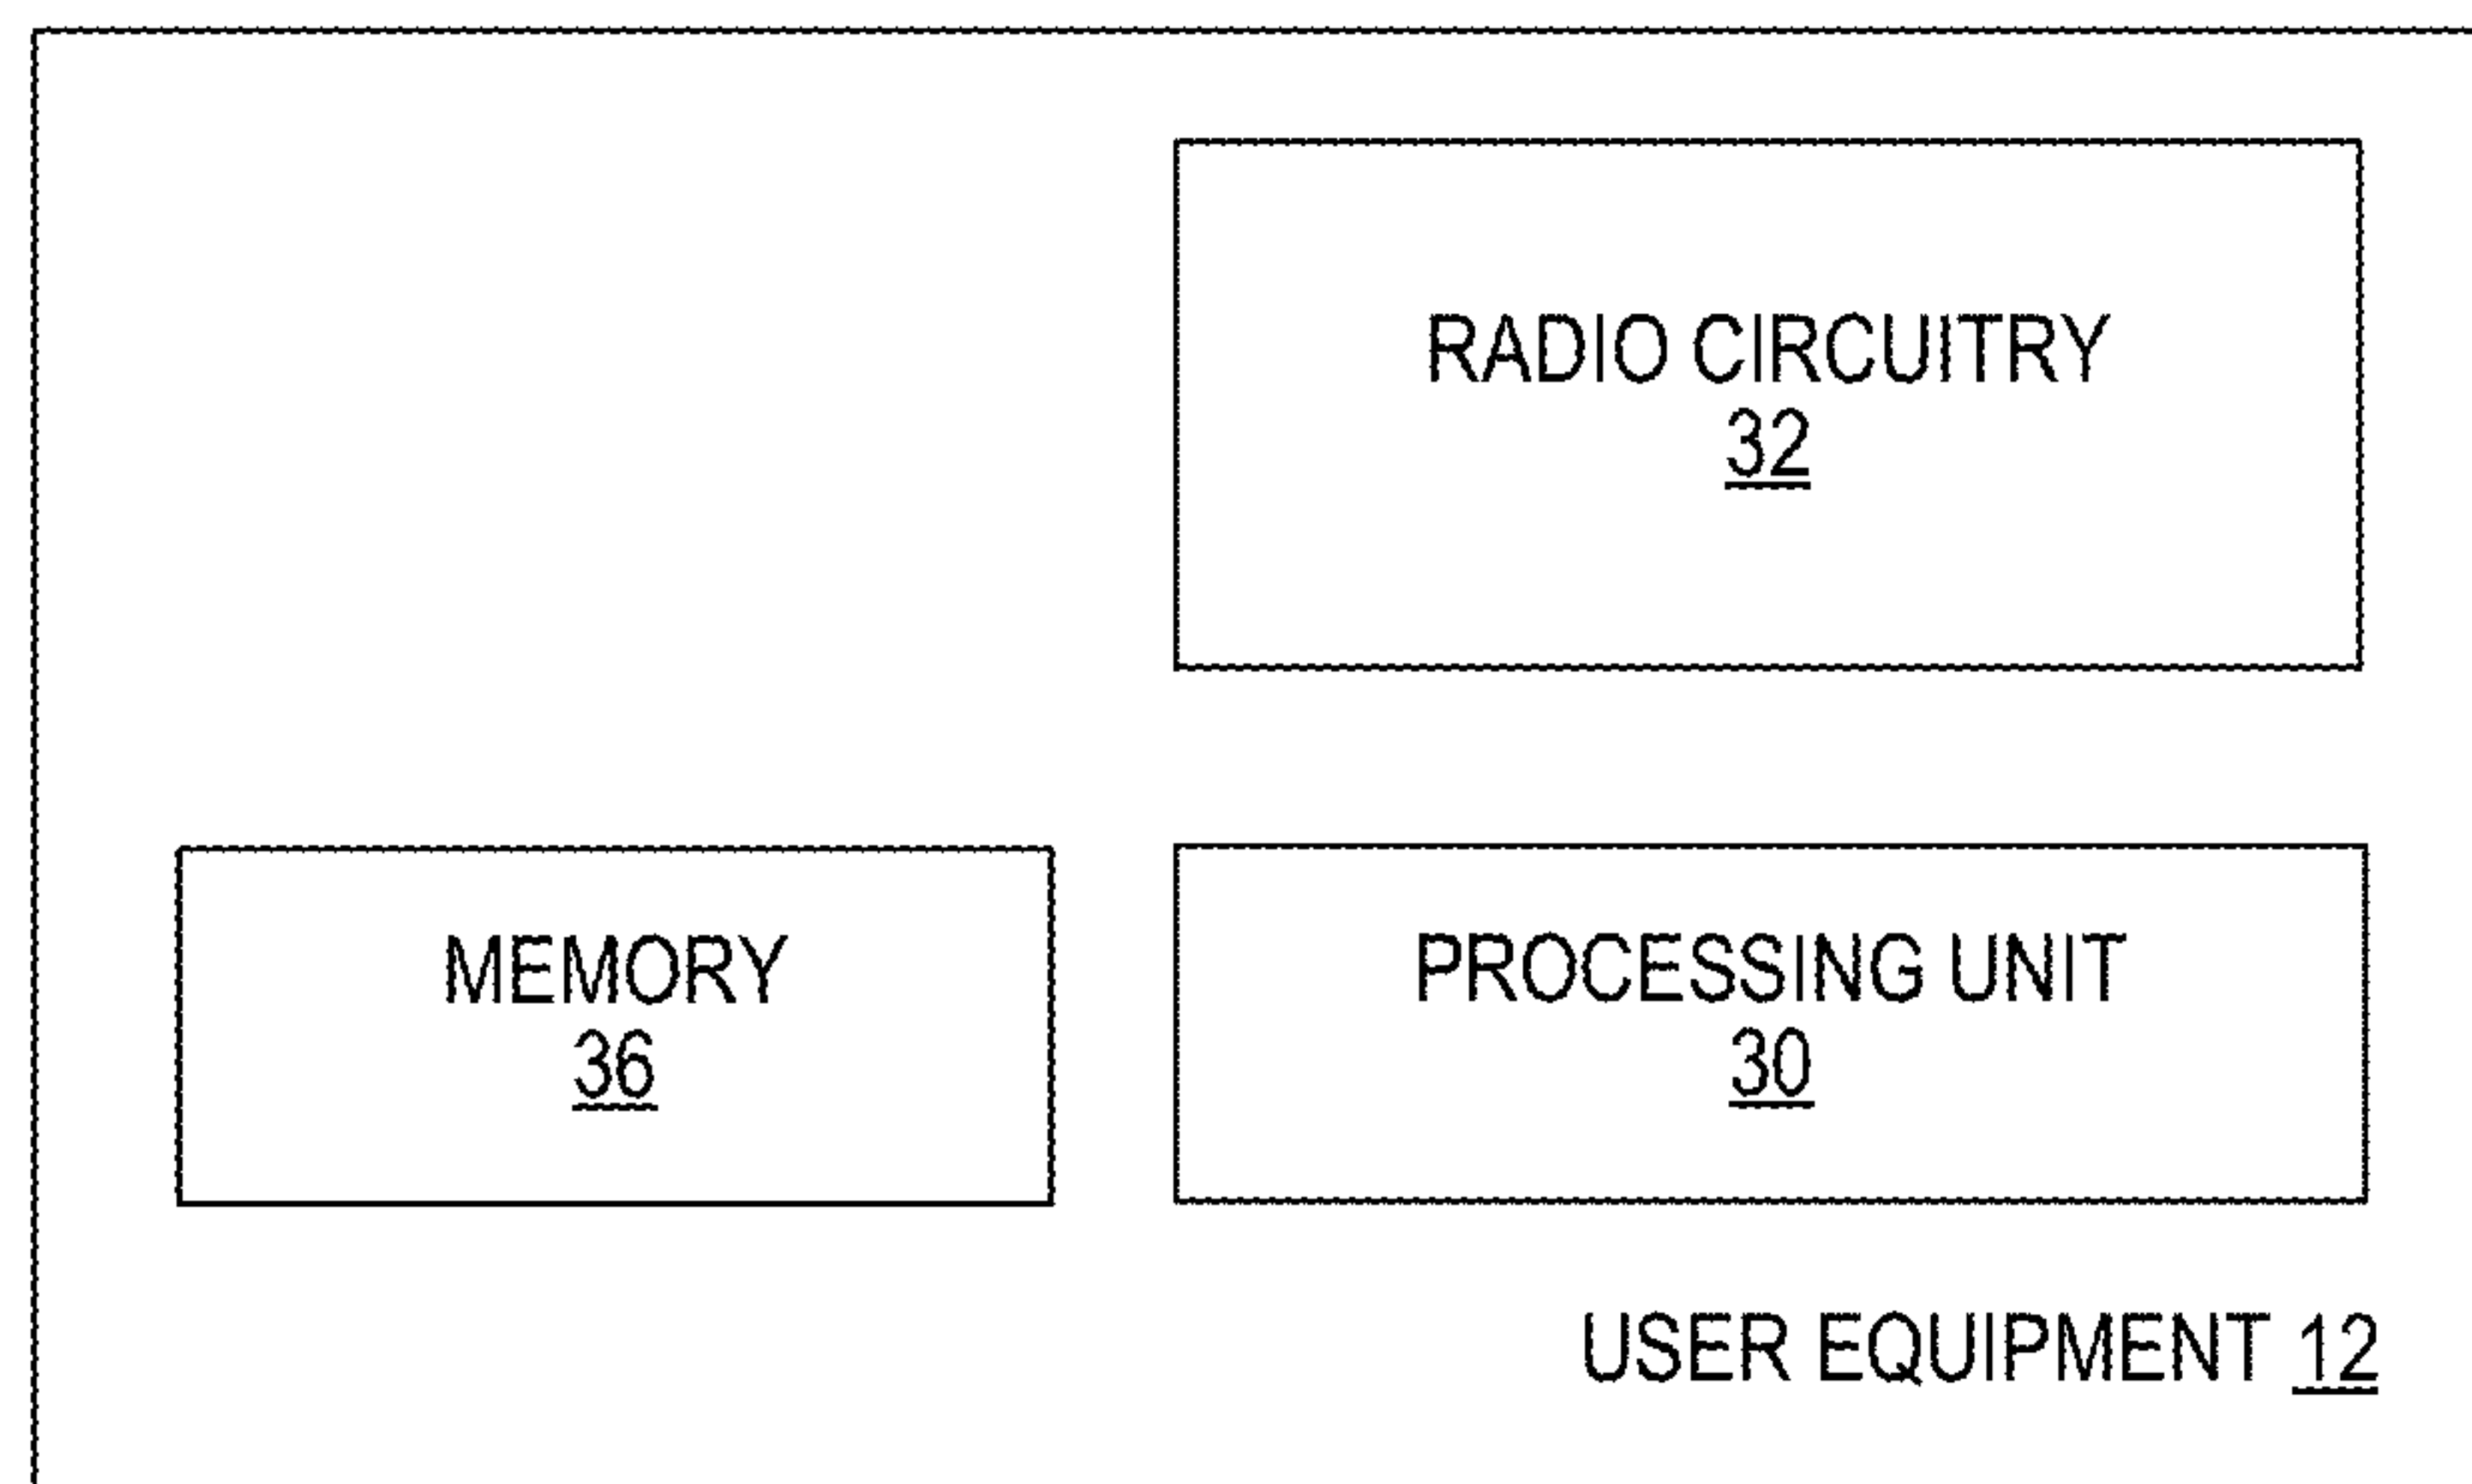 RADIO CIRCUITRY
32
MEMORY
36
PROCESSING UNIT
30
USER EQUIPMENT 12